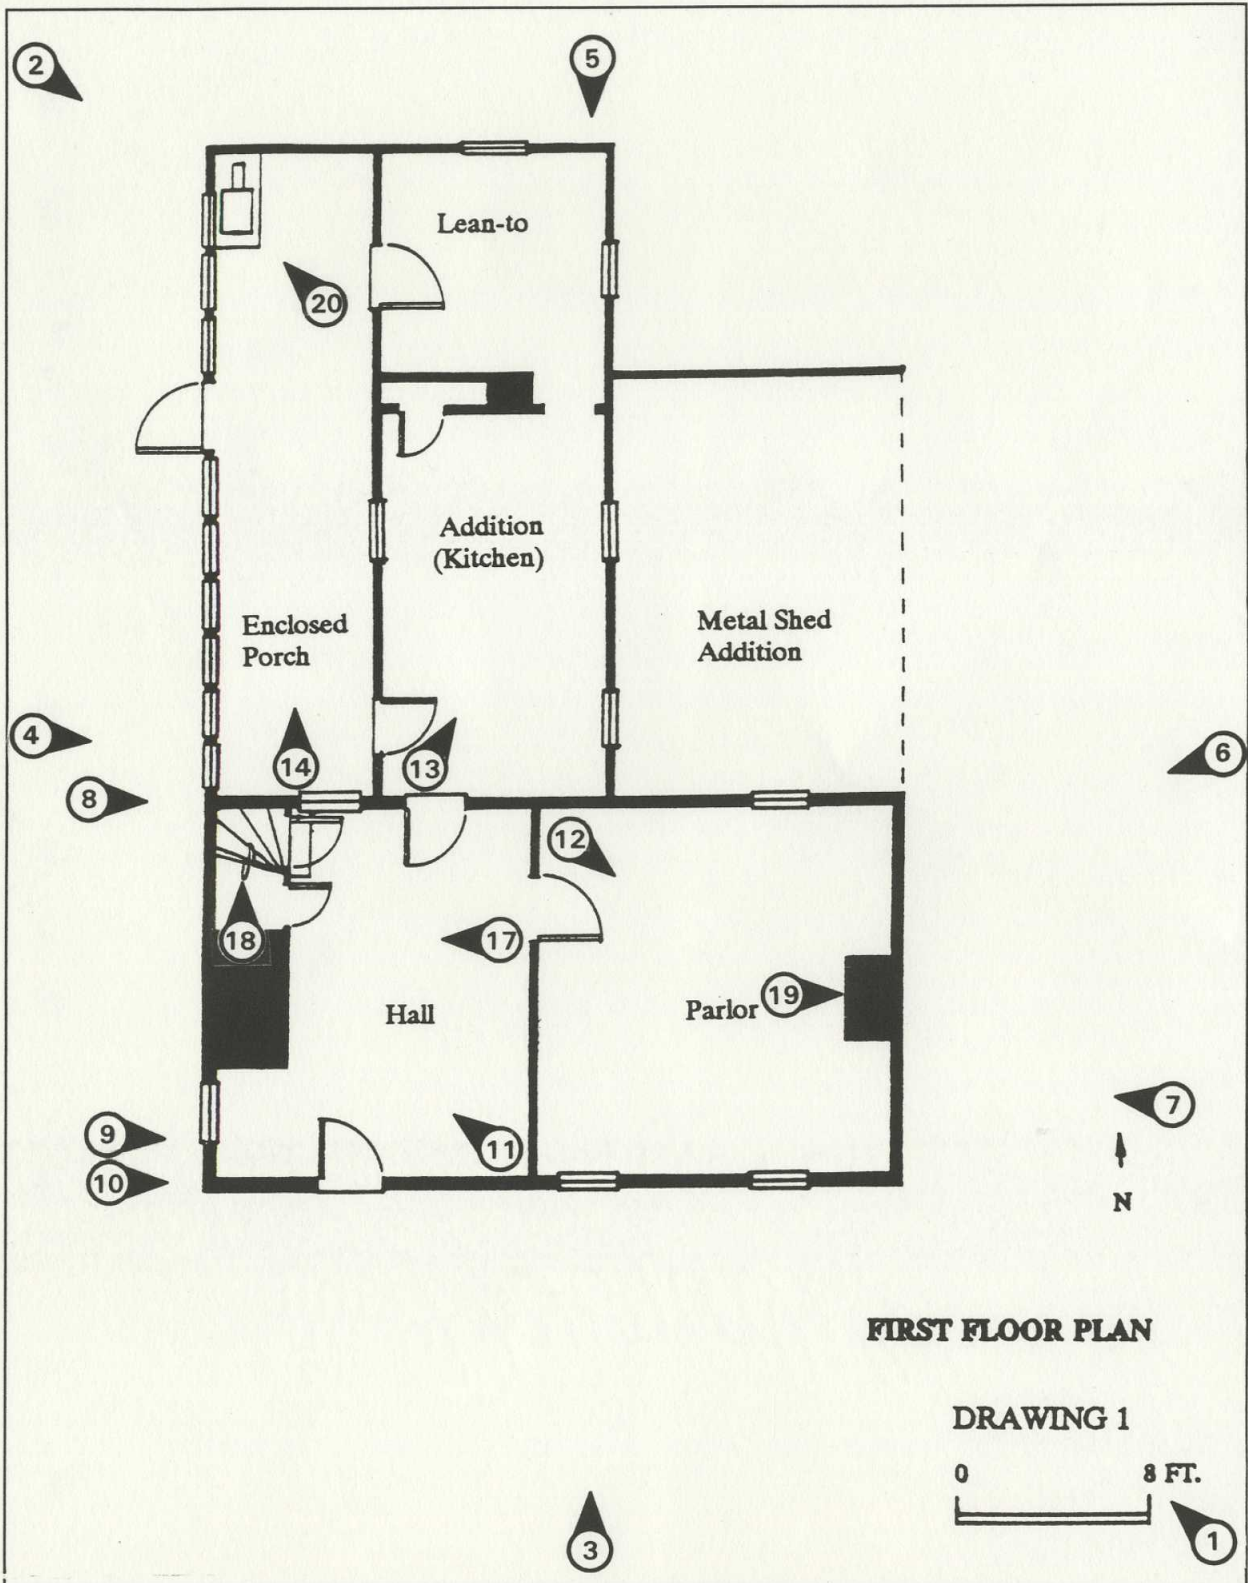 2
5
Lean-to
20
Addition
(Kitchen)
Enclosed
Porch
Metal Shed
Addition
4
6
14
13
8
12
18
17
Hall
Parlor
19
9
11
7
10
N
FIRST FLOOR PLAN
DRAWING 1
0 8 FT.
3
1